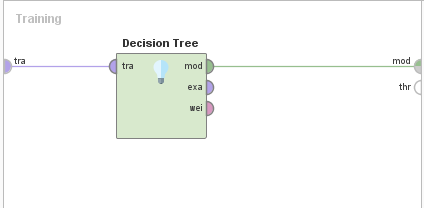 Training
Decision Tree
tra tra mod mod
exa thr
wei